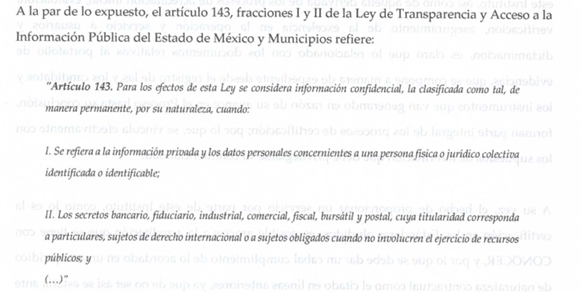 A la par de lo expuesto, el artículo 143, fracciones I y II de la Ley de Transparencia y Acceso a la
Información Pública del Estado de México y Municipios refiere:
"Artículo 143. Para los efectos de esta Ley se considera información confidencial, la clasificada como tal, de
manera permanente, por su naturaleza, cuando:
I. Se refiera a la información privada y los datos personales concernientes a una persona física o jurídico colectiva
identificada o identificable;
II. Los secretos bancario, fiduciario, industrial, comercial, fiscal, bursátil y postal, cuya titularidad corresponda
a particulares, sujetos de derecho internacional o a sujetos obligados cuando no involucren el ejercicio de recursos
públicos; y
(...)"